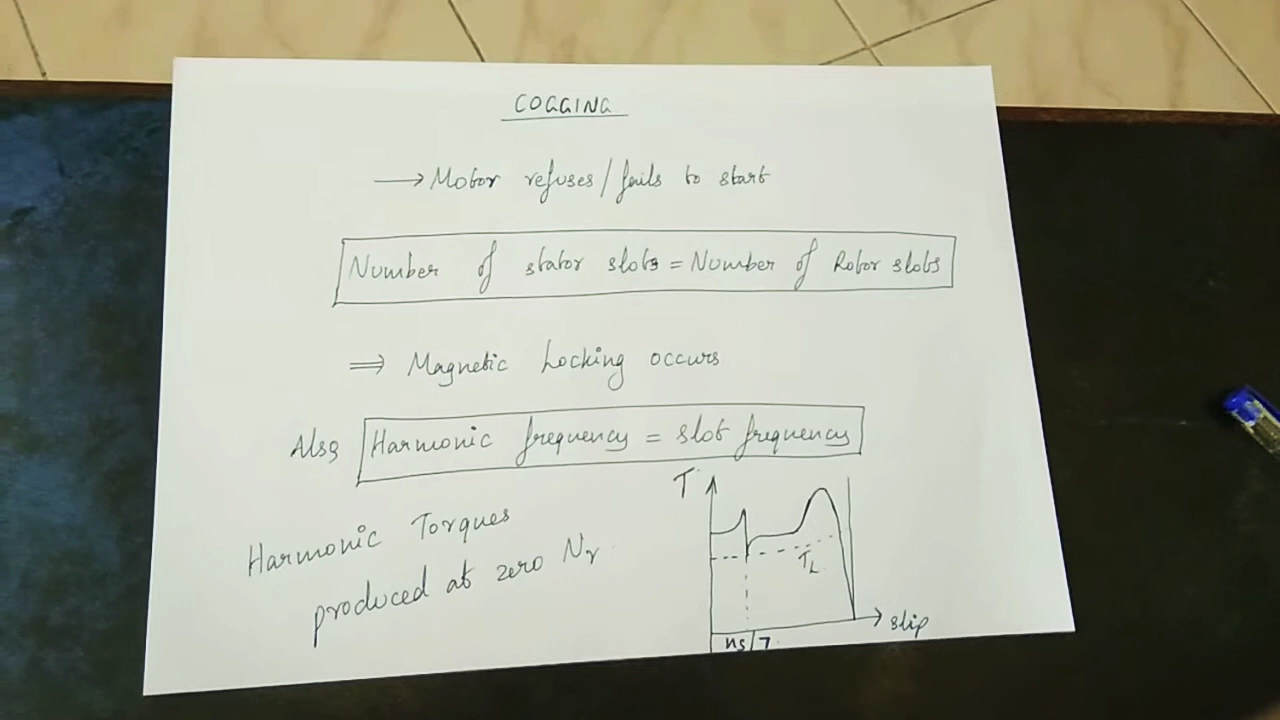 COGGING
→ Motor refuses/fails to start
Number of stator slots = Number of Rotor slots
⇒ Magnetic Locking occurs
Also Harmonic frequency = slot frequency
Harmonic Torques
produced at zero Nr
T
TL
slip
ns/7